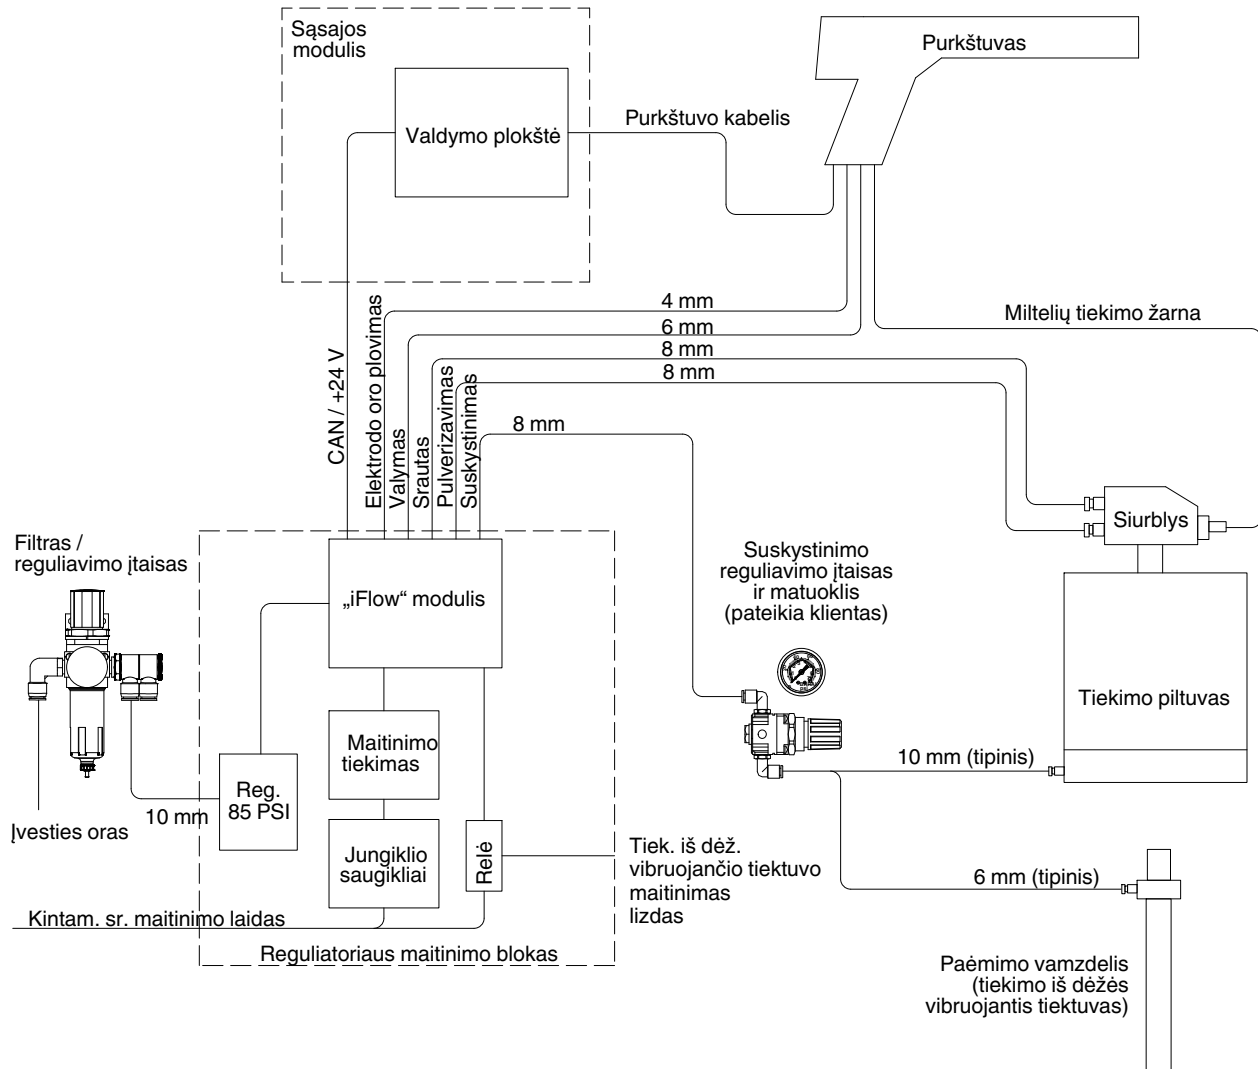 Sąsajos
modulis
Purkštuvas
Valdymo plokštė
Purkštuvo kabelis
4 mm
6 mm
8 mm
8 mm
8 mm
Miltelių tiekimo žarna
CAN / +24 V
Elektrodo oro plovimas
Valymas
Srautas
Pulverizavimas
Suskystinimas
Filtras /
reguliavimo įtaisas
„iFlow“ modulis
Suskystinimo
reguliavimo įtaisas
ir matuoklis
(pateikia klientas)
Siurblys
Tiekimo piltuvas
Maitinimo
tiekimas
Reg.
85 PSI
10 mm
Įvesties oras
10 mm (tipinis)
Jungiklio
saugikliai
Relė
Tiek. iš dėž.
vibruojančio tiektuvo
maitinimas
lizdas
6 mm (tipinis)
Kintam. sr. maitinimo laidas
Reguliatoriaus maitinimo blokas
Paėmimo vamzdelis
(tiekimo iš dėžės
vibruojantis tiektuvas)